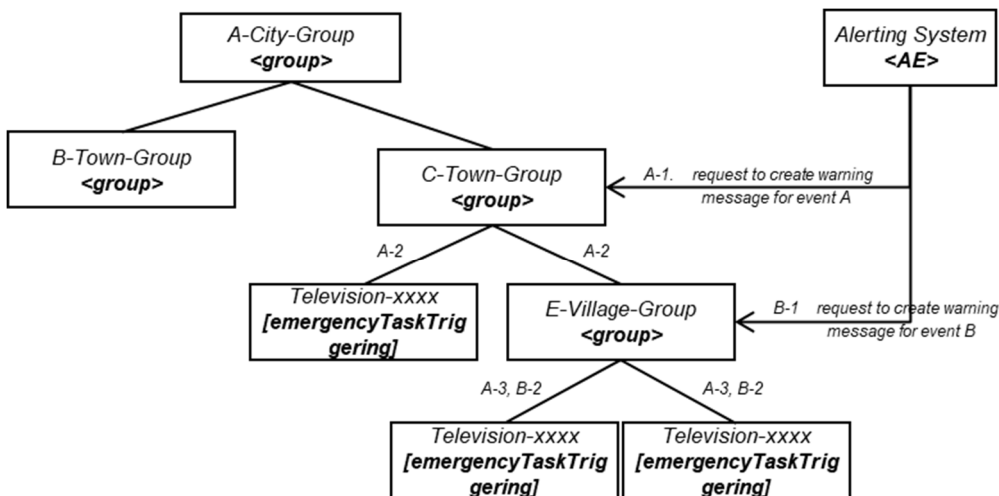 A-City-Group
<group>
Alerting System
<AE>
B-Town-Group
<group>
C-Town-Group
<group>
A-1. request to create warning
message for event A
A-2
A-2
Television-xxxx
[emergencyTaskTrig
gering]
E-Village-Group
<group>
B-1 request to create warning
message for event B
A-3, B-2
A-3, B-2
Television-xxxx
[emergencyTaskTrig
gering]
Television-xxxx
[emergencyTaskTrig
gering]